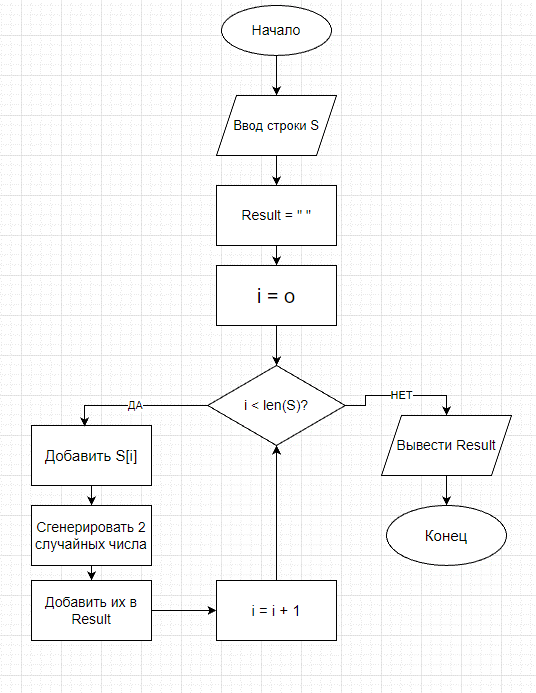 Начало
Ввод строки S
Result = " "
i = o
i < len(S)?
ДА
НЕТ
Добавить S[i]
Вывести Result
Сгенерировать 2
случайных числа
Конец
Добавить их в
Result
i = i + 1